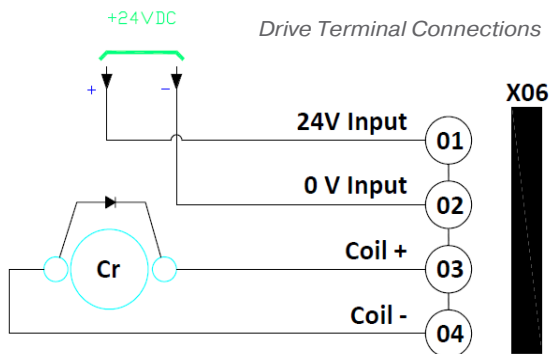 +24VDC
Drive Terminal Connections
+
−
X06
24V Input
01
0 V Input
02
Cr
Coil +
03
Coil -
04